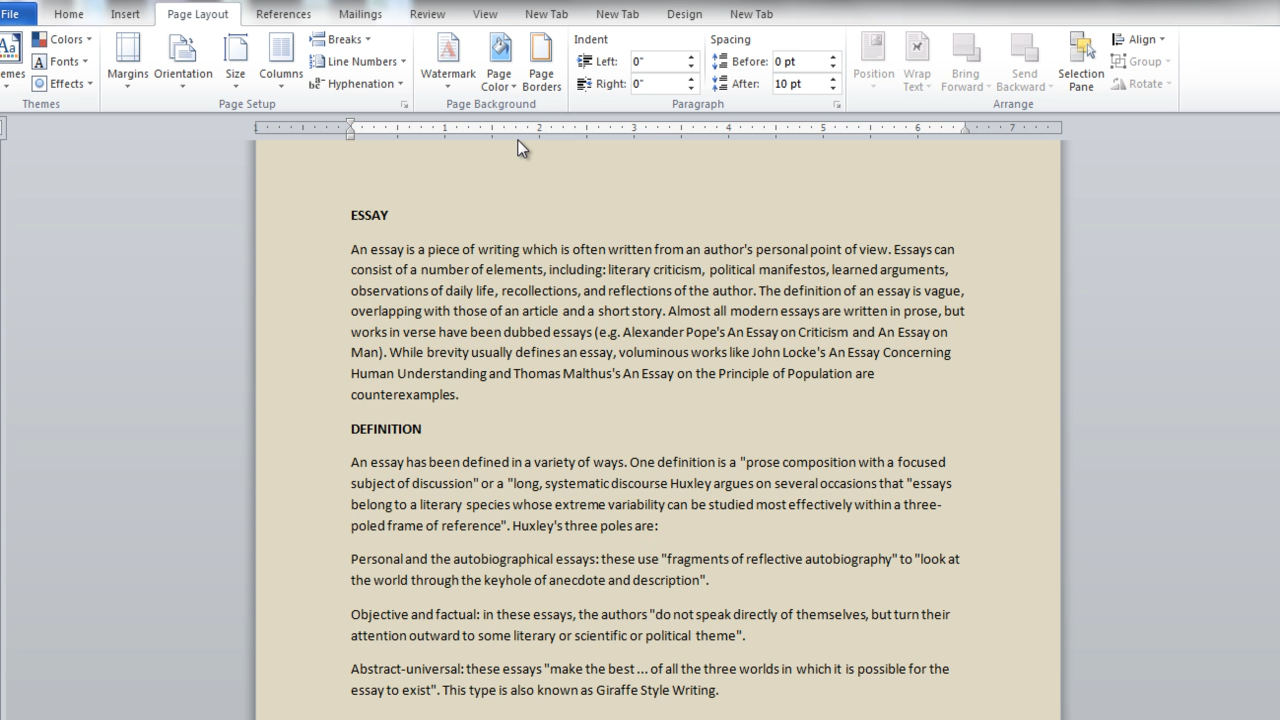 File Home Insert Page Layout References Mailings Review View New Tab New Tab Design New Tab
Colors Breaks Indent Spacing Align
Fonts Line Numbers Left: 0" Before: 0 pt Group
Effects Hyphenation Right: 0" After: 10 pt Rotate
Margins Orientation Size Columns Watermark Page Color Page Borders Position Wrap Text Bring Forward Send Backward Selection Pane
Themes Page Setup Page Background Paragraph Arrange
1 1 2 3 4 5 6 7
ESSAY
An essay is a piece of writing which is often written from an author's personal point of view. Essays can
consist of a number of elements, including: literary criticism, political manifestos, learned arguments,
observations of daily life, recollections, and reflections of the author. The definition of an essay is vague,
overlapping with those of an article and a short story. Almost all modern essays are written in prose, but
works in verse have been dubbed essays (e.g. Alexander Pope's An Essay on Criticism and An Essay on
Man). While brevity usually defines an essay, voluminous works like John Locke's An Essay Concerning
Human Understanding and Thomas Malthus's An Essay on the Principle of Population are
counterexamples.
DEFINITION
An essay has been defined in a variety of ways. One definition is a "prose composition with a focused
subject of discussion" or a "long, systematic discourse Huxley argues on several occasions that "essays
belong to a literary species whose extreme variability can be studied most effectively within a three-
poled frame of reference". Huxley's three poles are:
Personal and the autobiographical essays: these use "fragments of reflective autobiography" to "look at
the world through the keyhole of anecdote and description".
Objective and factual: in these essays, the authors "do not speak directly of themselves, but turn their
attention outward to some literary or scientific or political theme".
Abstract-universal: these essays "make the best ... of all the three worlds in which it is possible for the
essay to exist". This type is also known as Giraffe Style Writing.